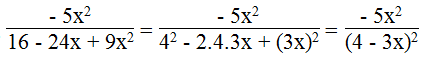 - 5x² / 16 - 24x + 9x² = - 5x² / 4² - 2.4.3x + (3x)² = - 5x² / (4 - 3x)²